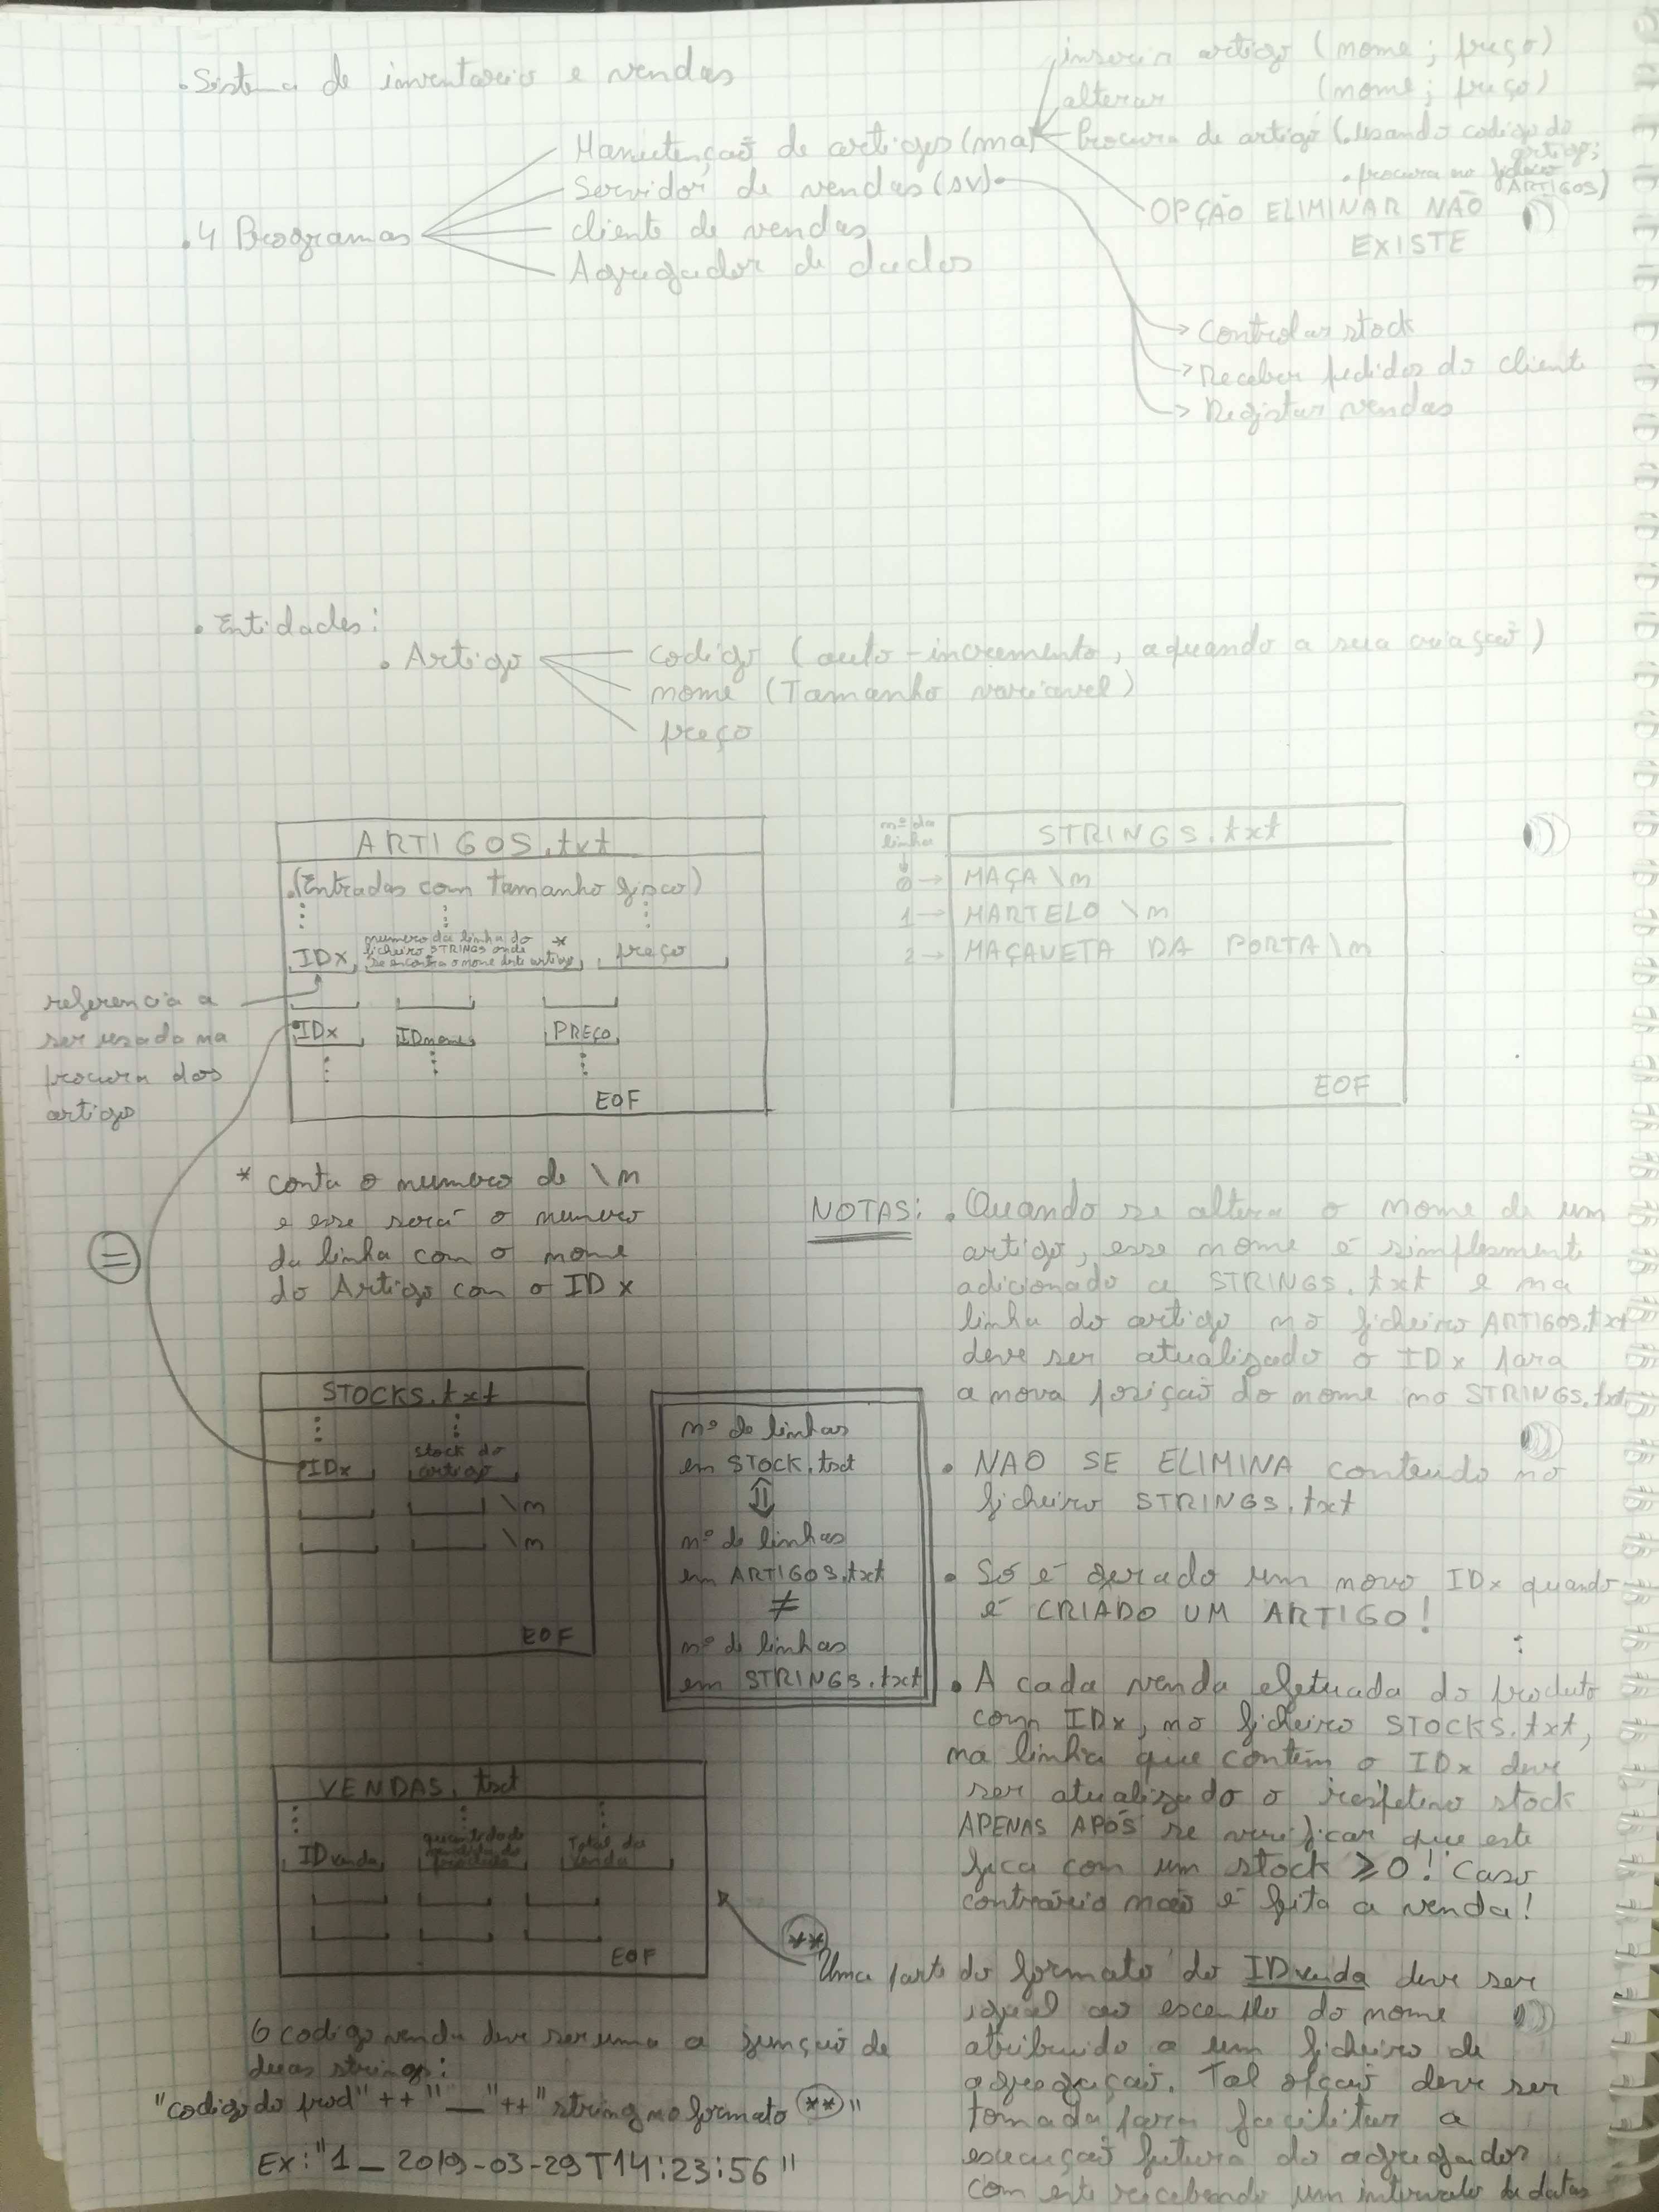 . Sistema de inventario e vendas
inserir artigo (nome ; preço)
alterar (nome ; preço)
Manutenção de artigos (ma)
Procura de artigo (. usando codigo do artigo;
. procura no ficheiro ARTIGOS)
Servidor de vendas (sv)
OPÇÃO ELIMINAR NÃO
EXISTE
. 4 Programas
cliente de vendas
Agregador de dados
→ Controlar stock
→ Receber pedidos do cliente
→ Registar vendas
. Entidades:
. Artigo
codigo (auto-incremento, aquando a sua criação)
nome (Tamanho variavel)
preço
ARTIGOS.txt
.(Entradas com tamanho fisco)
IDx
numero da linha do
ficheiro STRINGS onde
se encontra o nome deste artigo
*
preço
IDx IDnome PREÇO
EOF
referencia a
ser usada na
procura dos
artigos
nº da
linha
STRINGS.txt
0 → MAÇA \n
1 → MARTELO \n
2 → MAÇAVETA DA PORTA \n
EOF
* conta o numero de \n
e esse será o numero
da linha com o nome
do Artigo com o IDx
=
STOCKS.txt
IDx
stock do
artigo
\n
\n
EOF
nº de linhas
em STOCK.txt
⇕
nº de linhas
em ARTIGOS.txt
≠
nº de linhas
em STRINGS.txt
VENDAS.txt
IDvenda
quantidade
vendida do
produto
Total da
venda
EOF
O codigo venda deve ser uma a junção de
duas strings:
"codigo do prod" ++ "_" ++ "string no formato (**)"
Ex: "1_2019-03-29T14:23:56"
NOTAS:
. Quando se altera o nome de um
artigo, esse nome é simplesmente
adicionado a STRINGS.txt e na
linha do artigo no ficheiro ARTIGOS.txt
deve ser atualizado o IDx para
a nova posição do nome no STRINGS.txt
. NAO SE ELIMINA conteudo no
ficheiro STRINGS.txt
. Só é gerado um novo IDx quando
é CRIADO UM ARTIGO!
. A cada venda efetuada do produto
com IDx, no ficheiro STOCKS.txt,
na linha que contém o IDx deve
ser atualizado o respetivo stock
APENAS APÓS se verificar que este
fica com um stock ≥ 0! Caso
contrário não é feita a venda!
**
Uma parte do formato do IDvenda deve ser
igual ao escemplo do nome
atribuido a um ficheiro de
agregação. Tal opção deve ser
tomada para facilitar a
execução futura do agregador
com este recebendo um intervalo de datas